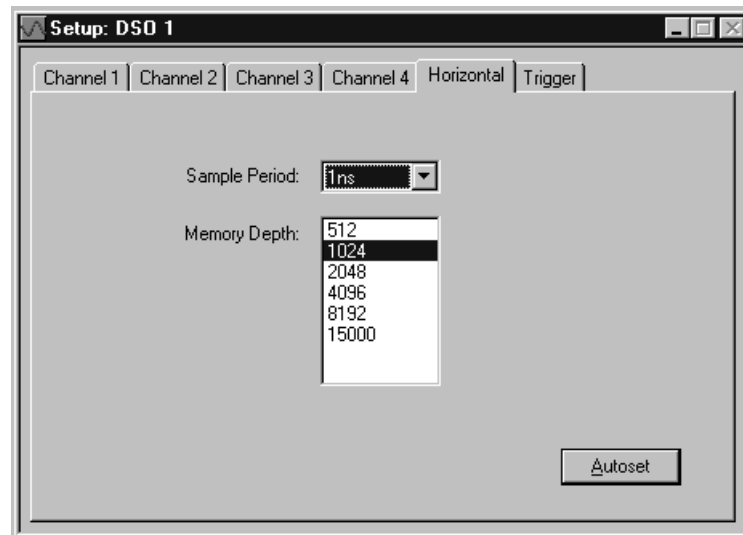 Setup: DSO 1
Channel 1 Channel 2 Channel 3 Channel 4 Horizontal Trigger
Sample Period: 1ns
Memory Depth: 512
1024
2048
4096
8192
15000
Autoset